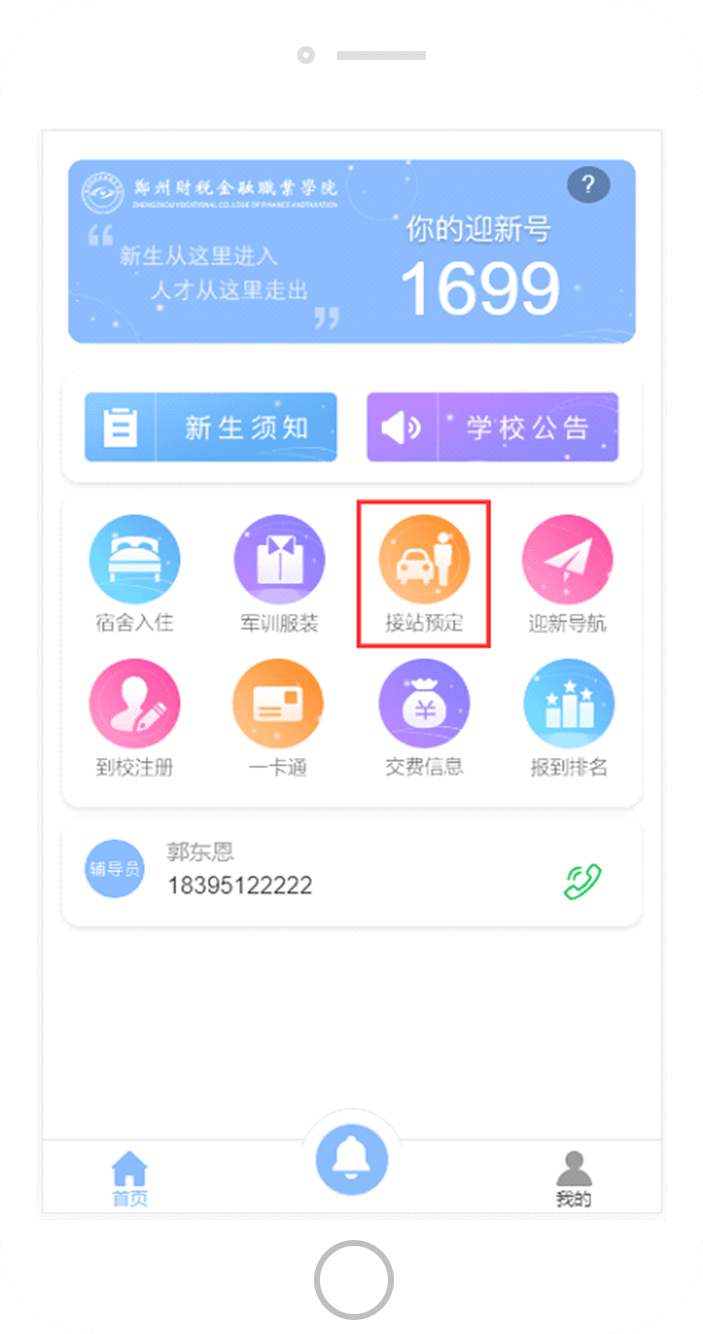 郑州财税金融职业学院
ZHENGZHOU VOCATIONAL COLLEGE OF FINANCE AND TAXATION
?
你的迎新号
1699
“
新生从这里进入
人才从这里走出
”
新生须知
学校公告
宿舍入住
军训服装
接站预定
迎新导航
到校注册
一卡通
交费信息
报到排名
辅导员
郭东恩
18395122222
首页
我的